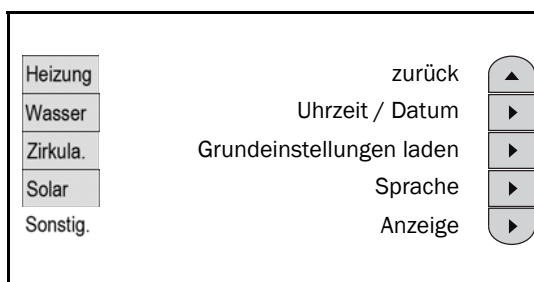 Heizung zurück
Wasser Uhrzeit / Datum
Zirkula. Grundeinstellungen laden
Solar Sprache
Sonstig. Anzeige